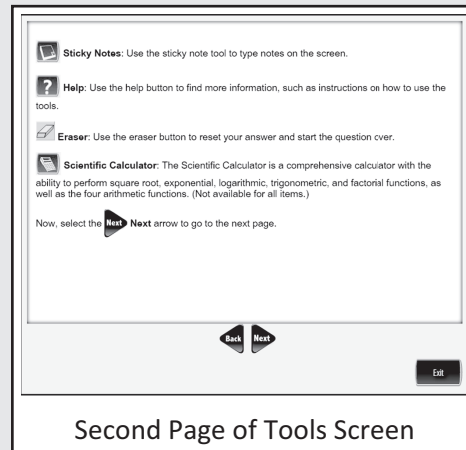 Sticky Notes: Use the sticky note tool to type notes on the screen.
? Help: Use the help button to find more information, such as instructions on how to use the
tools.
Eraser: Use the eraser button to reset your answer and start the question over.
Scientific Calculator: The Scientific Calculator is a comprehensive calculator with the
ability to perform square root, exponential, logarithmic, trigonometric, and factorial functions, as
well as the four arithmetic functions. (Not available for all items.)
Now, select the Next Next arrow to go to the next page.
Back Next
Exit
Second Page of Tools Screen